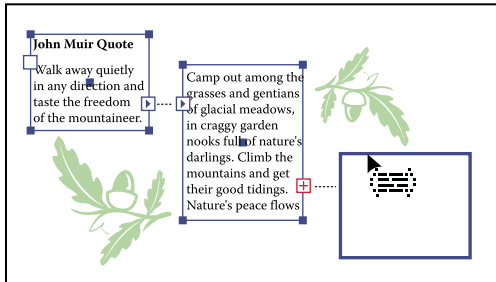 John Muir Quote
Walk away quietly
in any direction and
taste the freedom
of the mountaineer.
Camp out among the
grasses and gentians
of glacial meadows,
in craggy garden
nooks full of nature's
darlings. Climb the
mountains and get
their good tidings.
Nature's peace flows